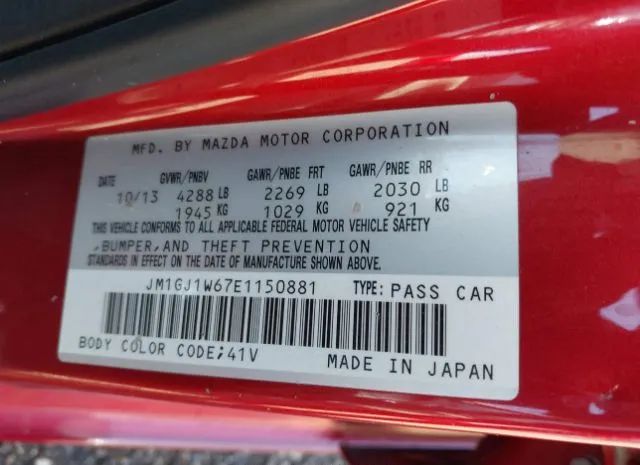 MFD. BY MAZDA MOTOR CORPORATION
DATE GVWR/PNBV GAWR/PNBE FRT GAWR/PNBE RR
10/13 4288 LB 2269 LB 2030 LB
1945 KG 1029 KG 921 KG
THIS VEHICLE CONFORMS TO ALL APPLICABLE FEDERAL MOTOR VEHICLE SAFETY
,BUMPER,AND THEFT PREVENTION
STANDARDS IN EFFECT ON THE DATE OF MANUFACTURE SHOWN ABOVE.
JM1GJ1W67E1150881 TYPE: PASS CAR
BODY COLOR CODE;41V MADE IN JAPAN